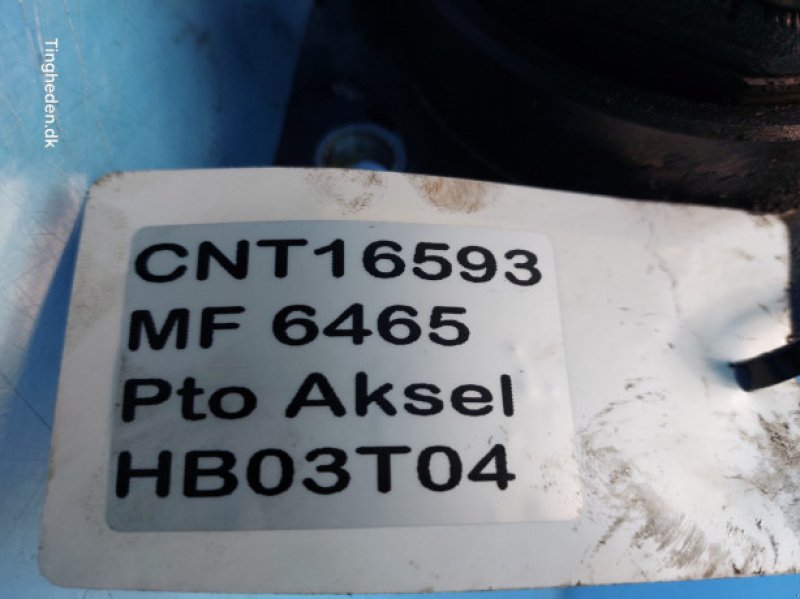 Tingheden.dk
CNT16593
MF 6465
Pto Aksel
HB03T04